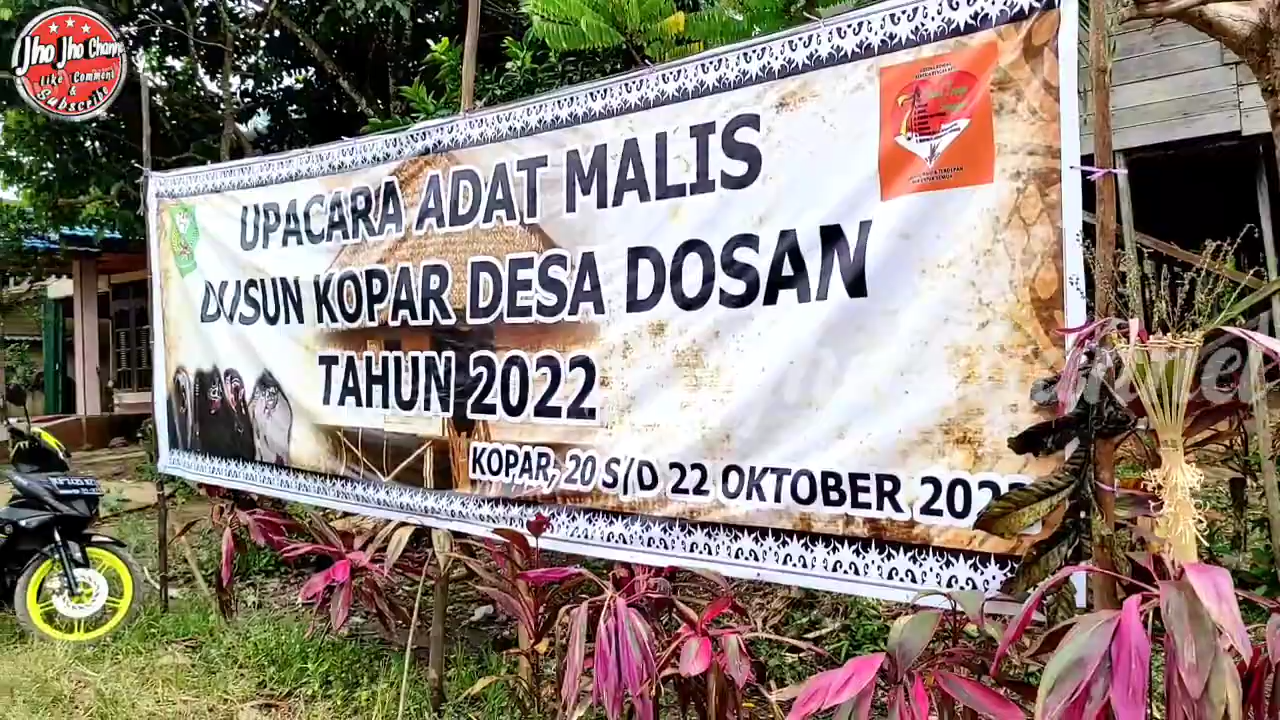 Jho Jho Chann
Like Comment
&
Subscribe
UPACARA ADAT MALIS
DUSUN KOPAR DESA DOSAN
TAHUN 2022
KOPAR, 20 S/D 22 OKTOBER 2022